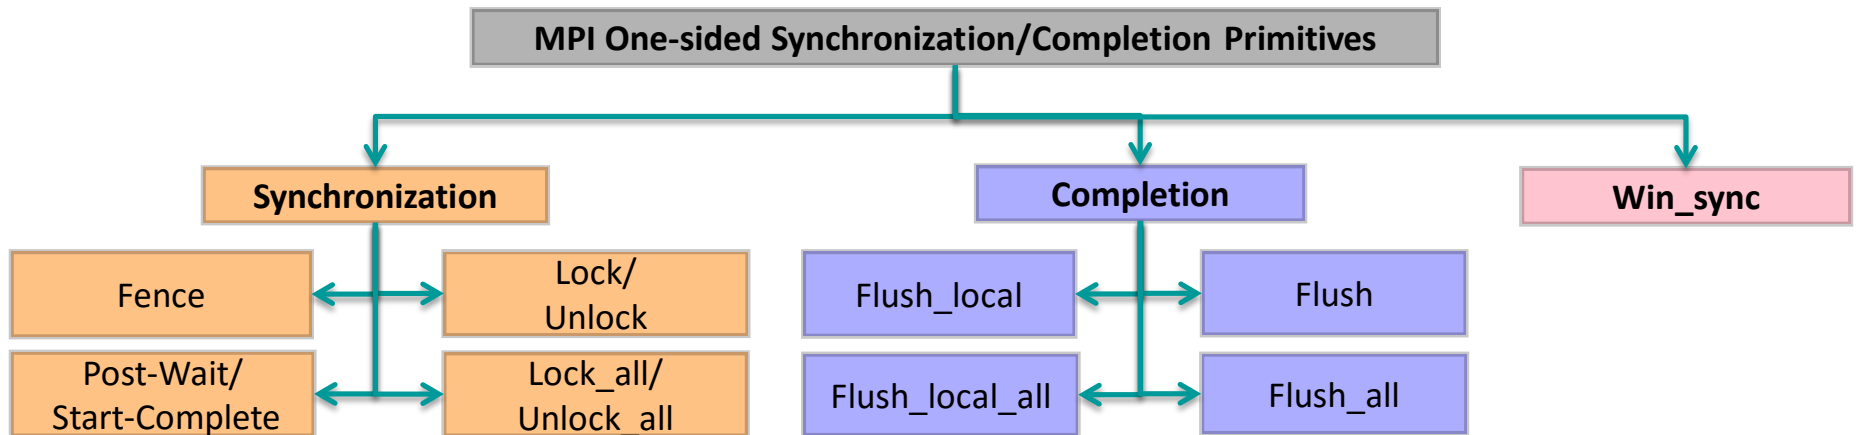 MPI One-sided Synchronization/Completion Primitives
Synchronization
Completion
Win_sync
Fence
Lock/
Unlock
Flush_local
Flush
Post-Wait/
Start-Complete
Lock_all/
Unlock_all
Flush_local_all
Flush_all